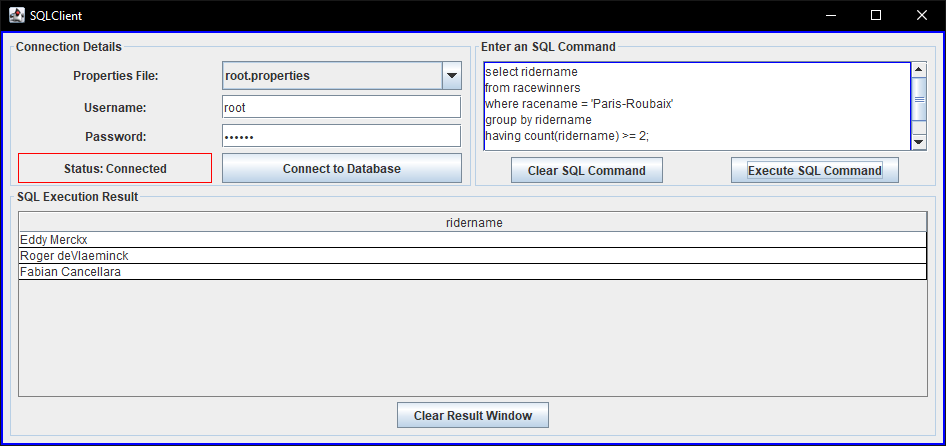 SQLClient
Connection Details
Properties File:
root.properties
Username:
root
Password:
••••••
Status: Connected
Connect to Database
Enter an SQL Command
select ridername
from racewinners
where racename = 'Paris-Roubaix'
group by ridername
having count(ridername) >= 2;
Clear SQL Command
Execute SQL Command
SQL Execution Result
ridername
Eddy Merckx
Roger deVlaeminck
Fabian Cancellara
Clear Result Window